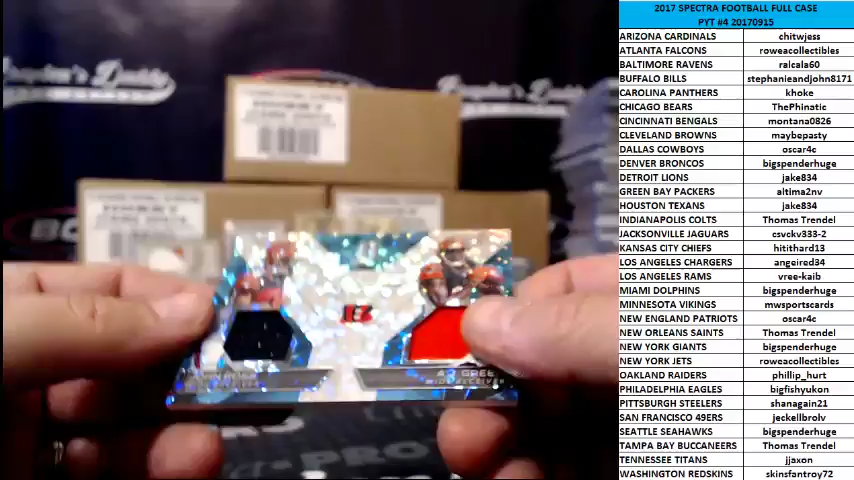 2017 SPECTRA FOOTBALL FULL CASE
PYT #4 20170915
ARIZONA CARDINALS chitwjess
ATLANTA FALCONS roweacollectibles
BALTIMORE RAVENS ralcala60
BUFFALO BILLS stephanieandjohn8171
CAROLINA PANTHERS khoke
CHICAGO BEARS ThePhinatic
CINCINNATI BENGALS montana0826
CLEVELAND BROWNS maybepasty
DALLAS COWBOYS oscar4c
DENVER BRONCOS bigspenderhuge
DETROIT LIONS jake834
GREEN BAY PACKERS altima2nv
HOUSTON TEXANS jake834
INDIANAPOLIS COLTS Thomas Trendel
JACKSONVILLE JAGUARS csvckv333-2
KANSAS CITY CHIEFS hitithard13
LOS ANGELES CHARGERS angeired34
LOS ANGELES RAMS vree-kaib
MIAMI DOLPHINS bigspenderhuge
MINNESOTA VIKINGS mwsportscards
NEW ENGLAND PATRIOTS oscar4c
NEW ORLEANS SAINTS Thomas Trendel
NEW YORK GIANTS bigspenderhuge
NEW YORK JETS roweacollectibles
OAKLAND RAIDERS phillip_hurt
PHILADELPHIA EAGLES bigfishyukon
PITTSBURGH STEELERS shanagain21
SAN FRANCISCO 49ERS jeckellbrolv
SEATTLE SEAHAWKS bigspenderhuge
TAMPA BAY BUCCANEERS Thomas Trendel
TENNESSEE TITANS jjaxon
WASHINGTON REDSKINS skinsfantroy72
WIDE RECEIVER